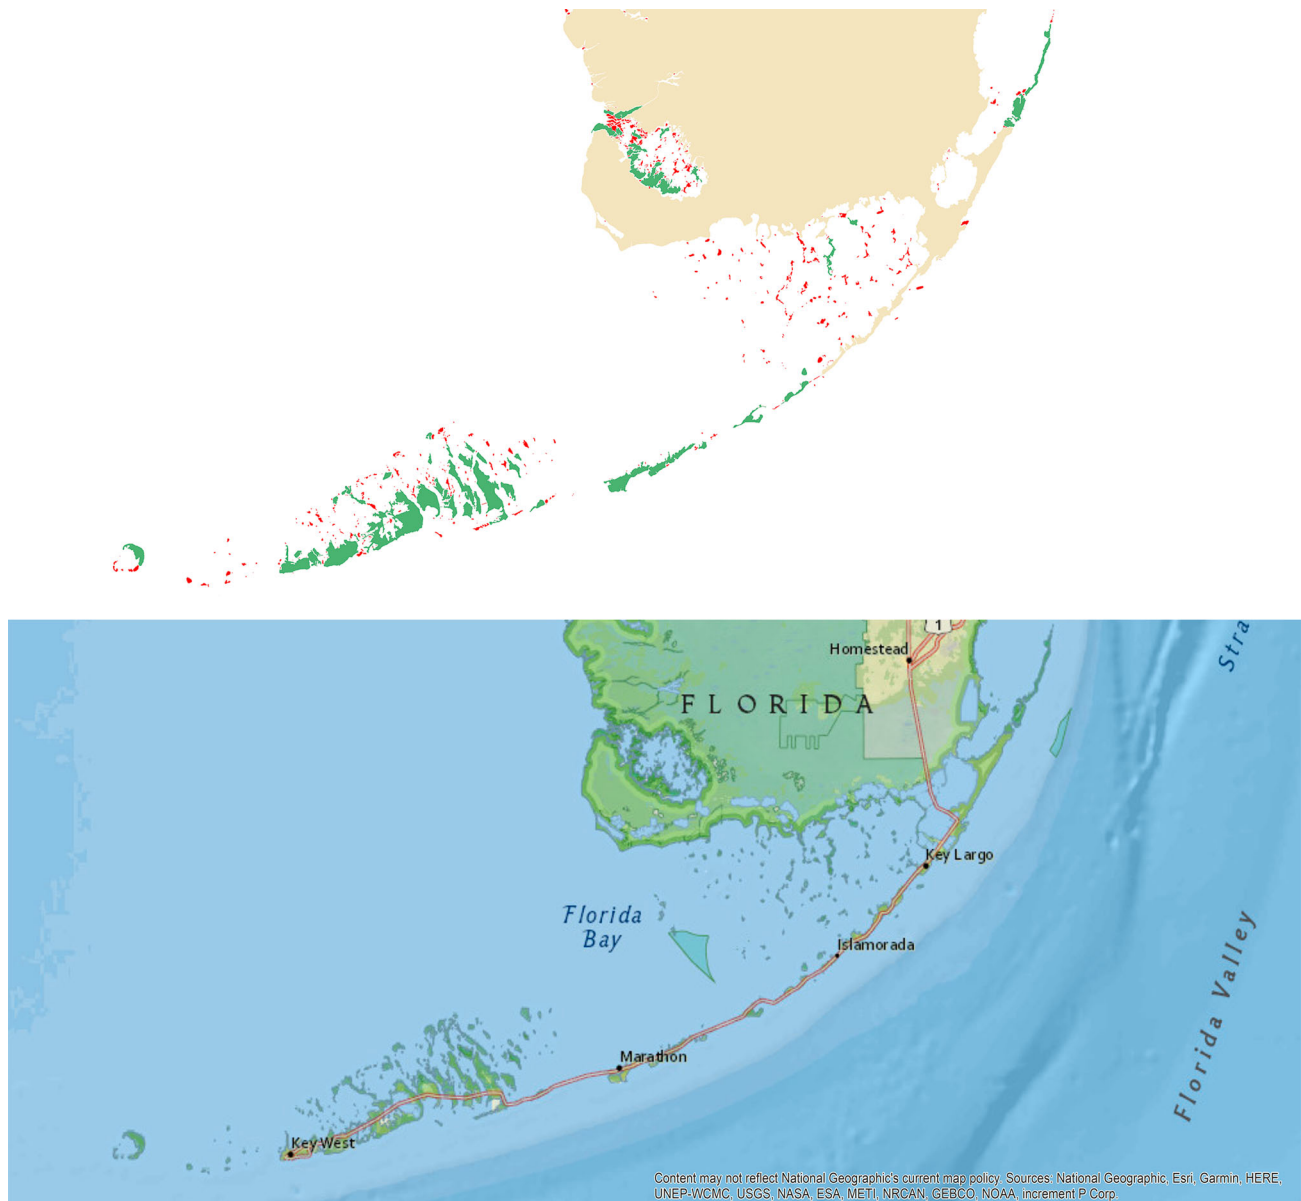 1
Stra
Homestead
FLORIDA
Key Largo
Florida
Bay
Islamorada
Florida Valley
Marathon
Key West
Content may not reflect National Geographic's current map policy. Sources: National Geographic, Esri, Garmin, HERE,
UNEP-WCMC, USGS, NASA, ESA, METI, NRCAN, GEBCO, NOAA, increment P Corp.